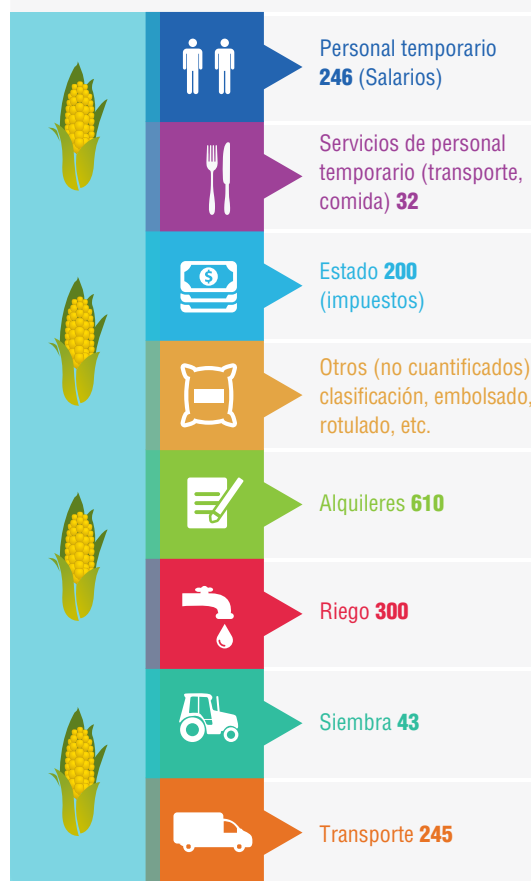 Personal temporario
246 (Salarios)
Servicios de personal
temporario (transporte,
comida) 32
$
Estado 200
(impuestos)
Otros (no cuantificados)
clasificación, embolsado,
rotulado, etc.
Alquileres 610
Riego 300
Siembra 43
Transporte 245